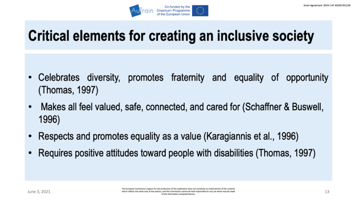 Co-funded by the
Erasmus+ Programme
of the European Union
Critical elements for creating an inclusive society
• Celebrates diversity, promotes fraternity and equality of opportunity
(Thomas, 1997)
• Makes all feel valued, safe, connected, and cared for (Schaffner & Buswell,
1996)
• Respects and promotes equality as a value (Karagiannis et al., 1996)
• Requires positive attitudes toward people with disabilities (Thomas, 1997)
June 3, 2021
13